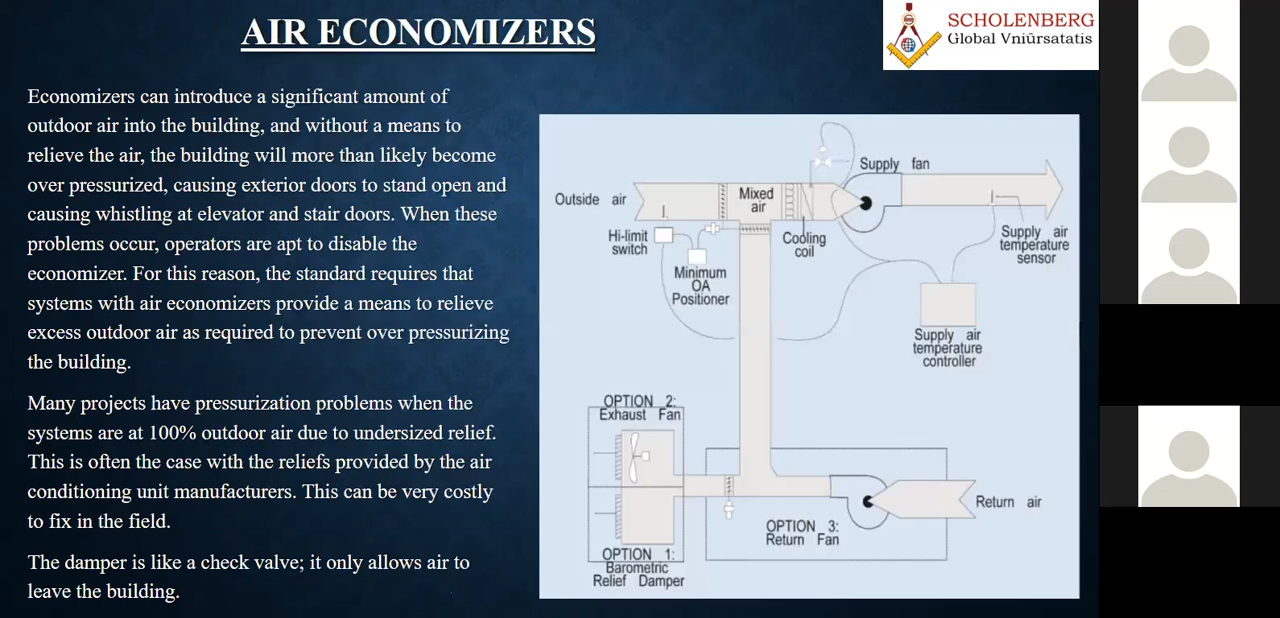 AIR ECONOMIZERS
SCHOLENBERG
Global Vniūrsatatis
Economizers can introduce a significant amount of
outdoor air into the building, and without a means to
relieve the air, the building will more than likely become
over pressurized, causing exterior doors to stand open and
causing whistling at elevator and stair doors. When these
problems occur, operators are apt to disable the
economizer. For this reason, the standard requires that
systems with air economizers provide a means to relieve
excess outdoor air as required to prevent over pressurizing
the building.
Many projects have pressurization problems when the
systems are at 100% outdoor air due to undersized relief.
This is often the case with the reliefs provided by the air
conditioning unit manufacturers. This can be very costly
to fix in the field.
The damper is like a check valve; it only allows air to
leave the building.
Supply fan
Outside air
Mixed
air
Hi-limit
switch
Cooling
coil
Supply air
temperature
sensor
Minimum
OA
Positioner
Supply air
temperature
controller
OPTION 2:
Exhaust Fan
Return air
OPTION 3:
Return Fan
OPTION 1:
Barometric
Relief Damper